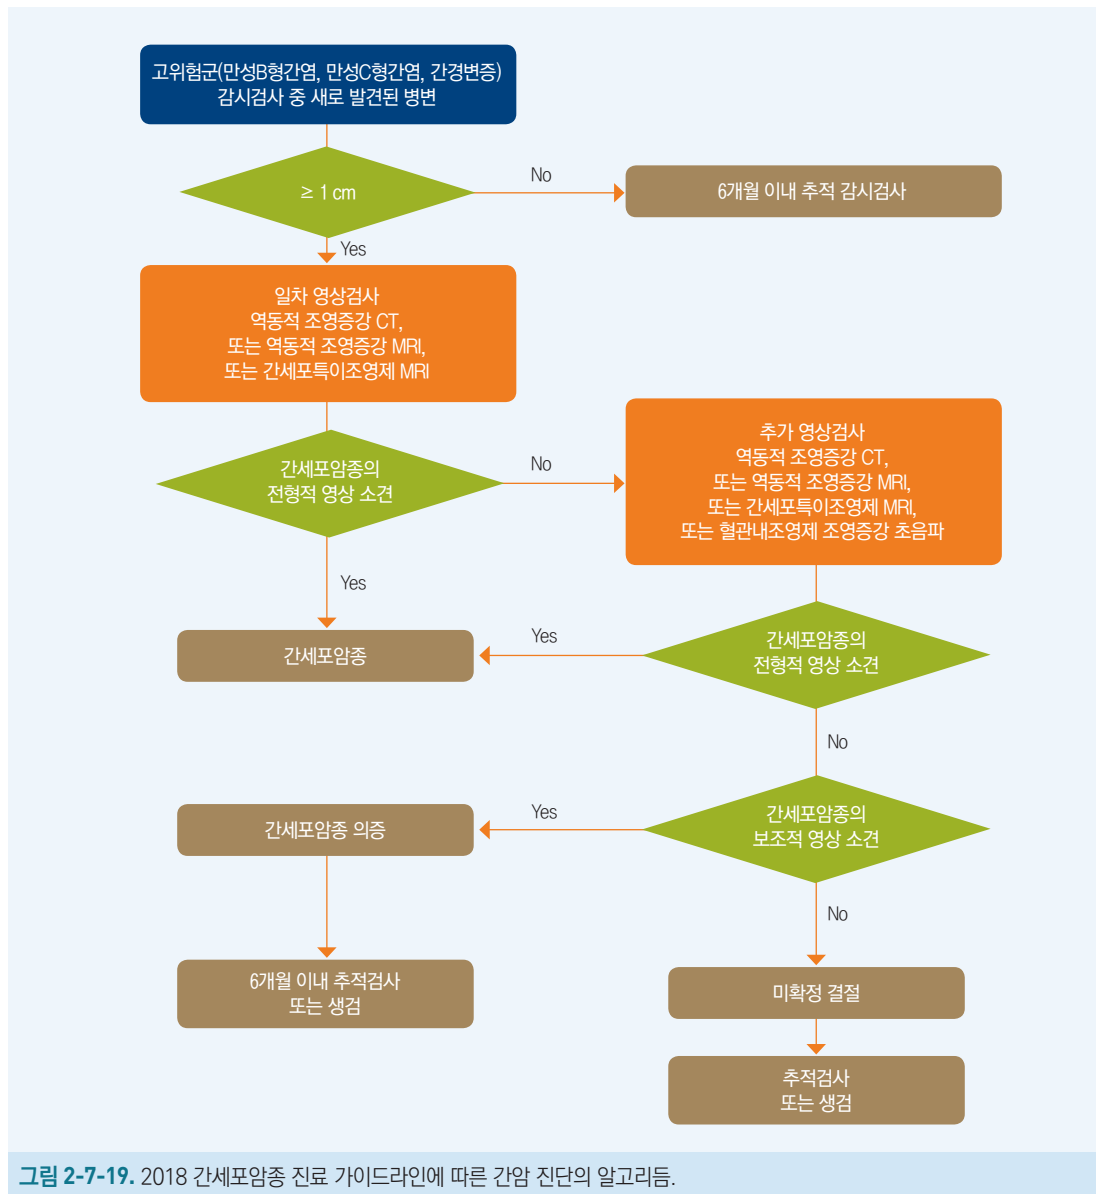 고위험군(만성B형간염, 만성C형간염, 간경변증)
감시검사 중 새로 발견된 병변
≥ 1 cm
No
6개월 이내 추적 감시검사
Yes
일차 영상검사
역동적 조영증강 CT,
또는 역동적 조영증강 MRI,
또는 간세포특이조영제 MRI
간세포암종의
전형적 영상 소견
No
추가 영상검사
역동적 조영증강 CT,
또는 역동적 조영증강 MRI,
또는 간세포특이조영제 MRI,
또는 혈관내조영제 조영증강 초음파
Yes
간세포암종
Yes
간세포암종의
전형적 영상 소견
No
간세포암종 의증
Yes
간세포암종의
보조적 영상 소견
No
6개월 이내 추적검사
또는 생검
미확정 결절
추적검사
또는 생검
그림 2-7-19. 2018 간세포암종 진료 가이드라인에 따른 간암 진단의 알고리듬.